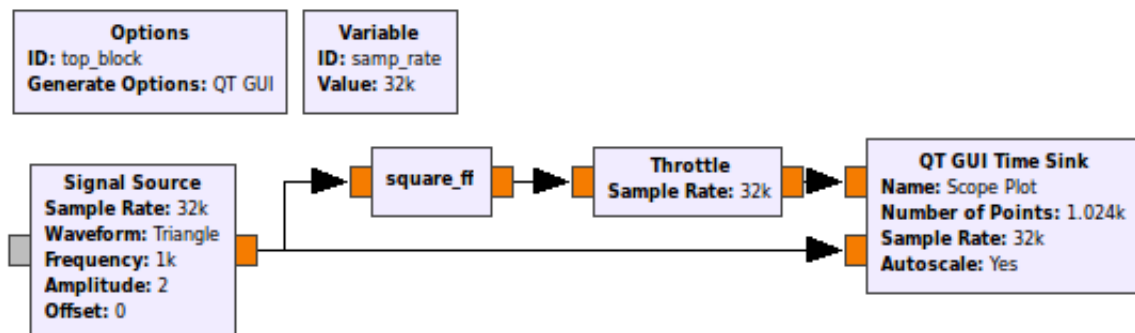 Options
ID: top_block
Generate Options: QT GUI
Variable
ID: samp_rate
Value: 32k
Signal Source
Sample Rate: 32k
Waveform: Triangle
Frequency: 1k
Amplitude: 2
Offset: 0
square_ff
Throttle
Sample Rate: 32k
QT GUI Time Sink
Name: Scope Plot
Number of Points: 1.024k
Sample Rate: 32k
Autoscale: Yes